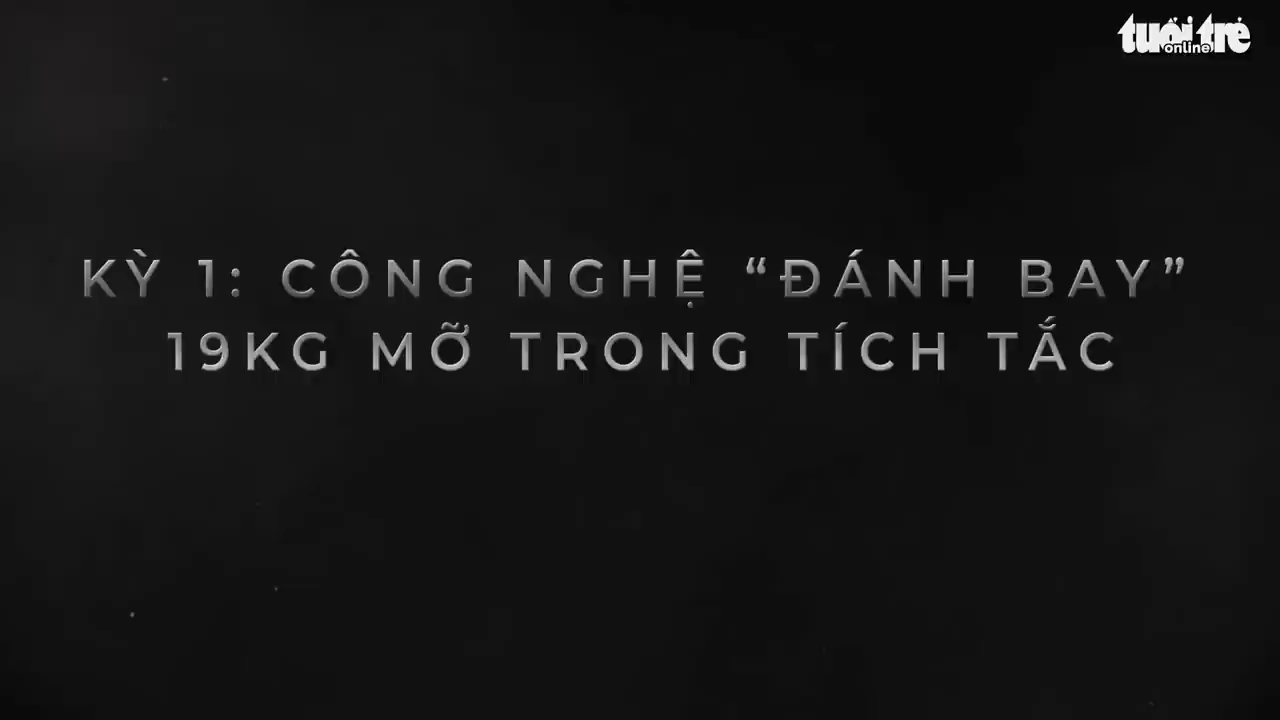 tuổi trẻ
online
KỲ 1: CÔNG NGHỆ “ĐÁNH BAY”
19KG MỠ TRONG TÍCH TẮC